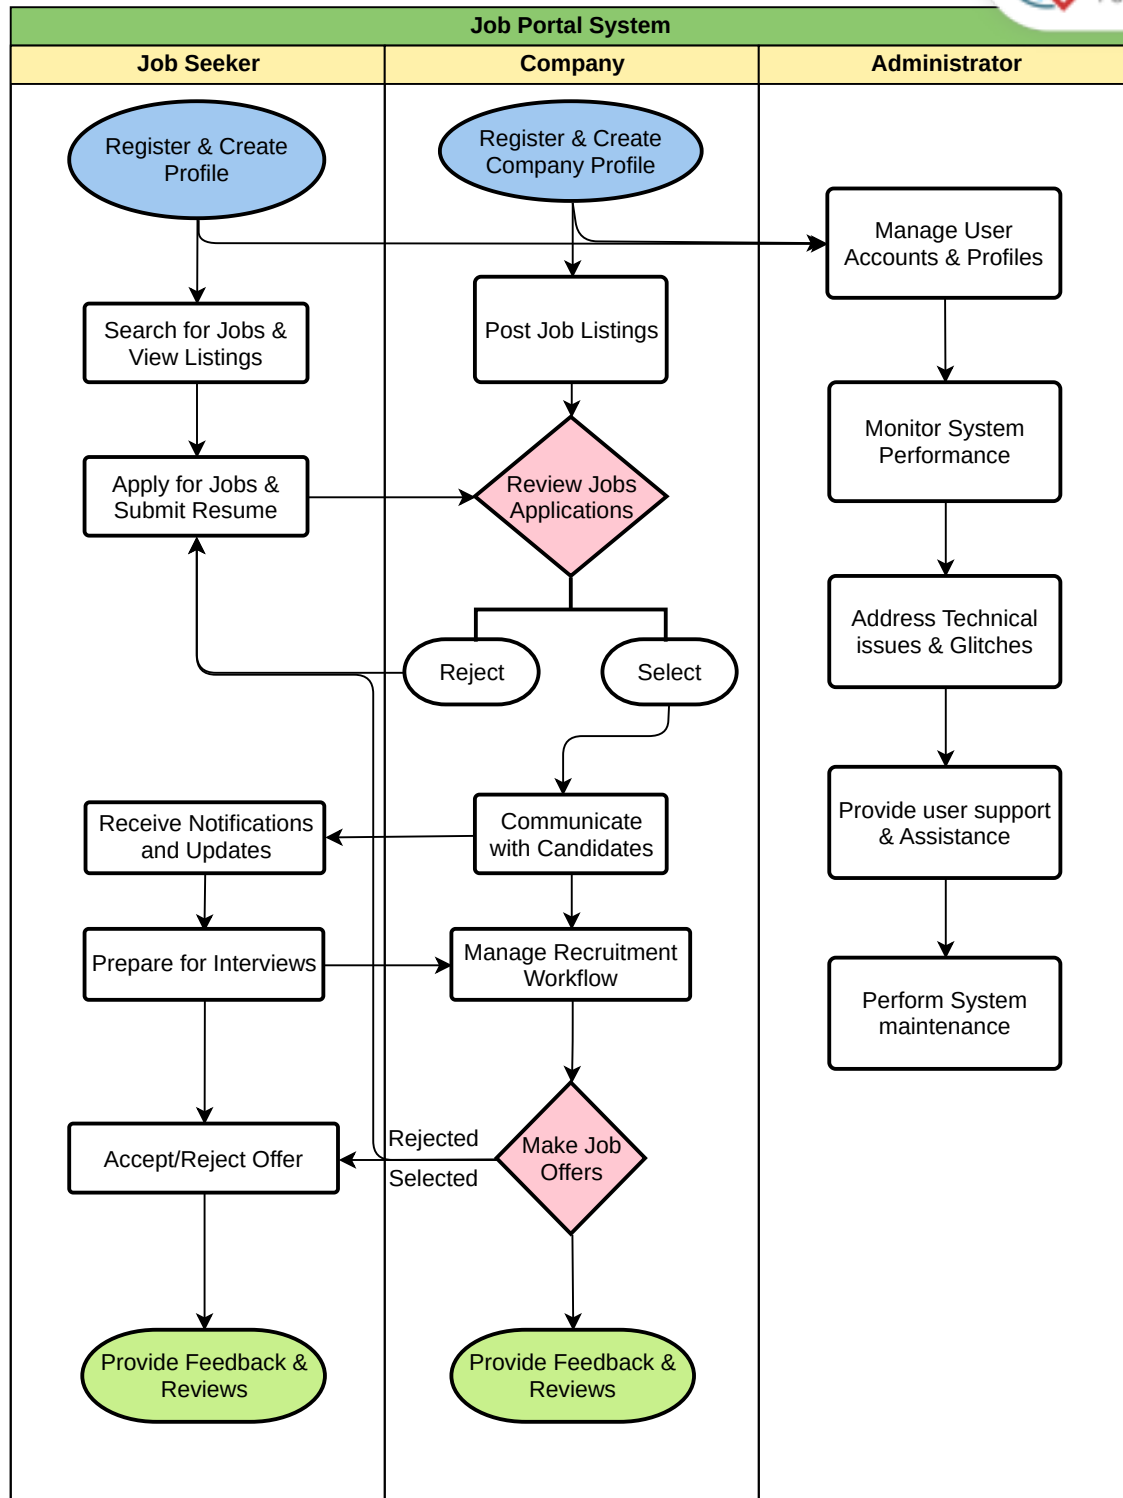 Job Portal System
Job Seeker
Company
Administrator
Register & Create
Profile
Register & Create
Company Profile
Manage User
Accounts & Profiles
Search for Jobs &
View Listings
Post Job Listings
Monitor System
Performance
Apply for Jobs &
Submit Resume
Review Jobs
Applications
Address Technical
issues & Glitches
Reject
Select
Receive Notifications
and Updates
Communicate
with Candidates
Provide user support
& Assistance
Prepare for Interviews
Manage Recruitment
Workflow
Perform System
maintenance
Accept/Reject Offer
Rejected
Selected
Make Job
Offers
Provide Feedback &
Reviews
Provide Feedback &
Reviews